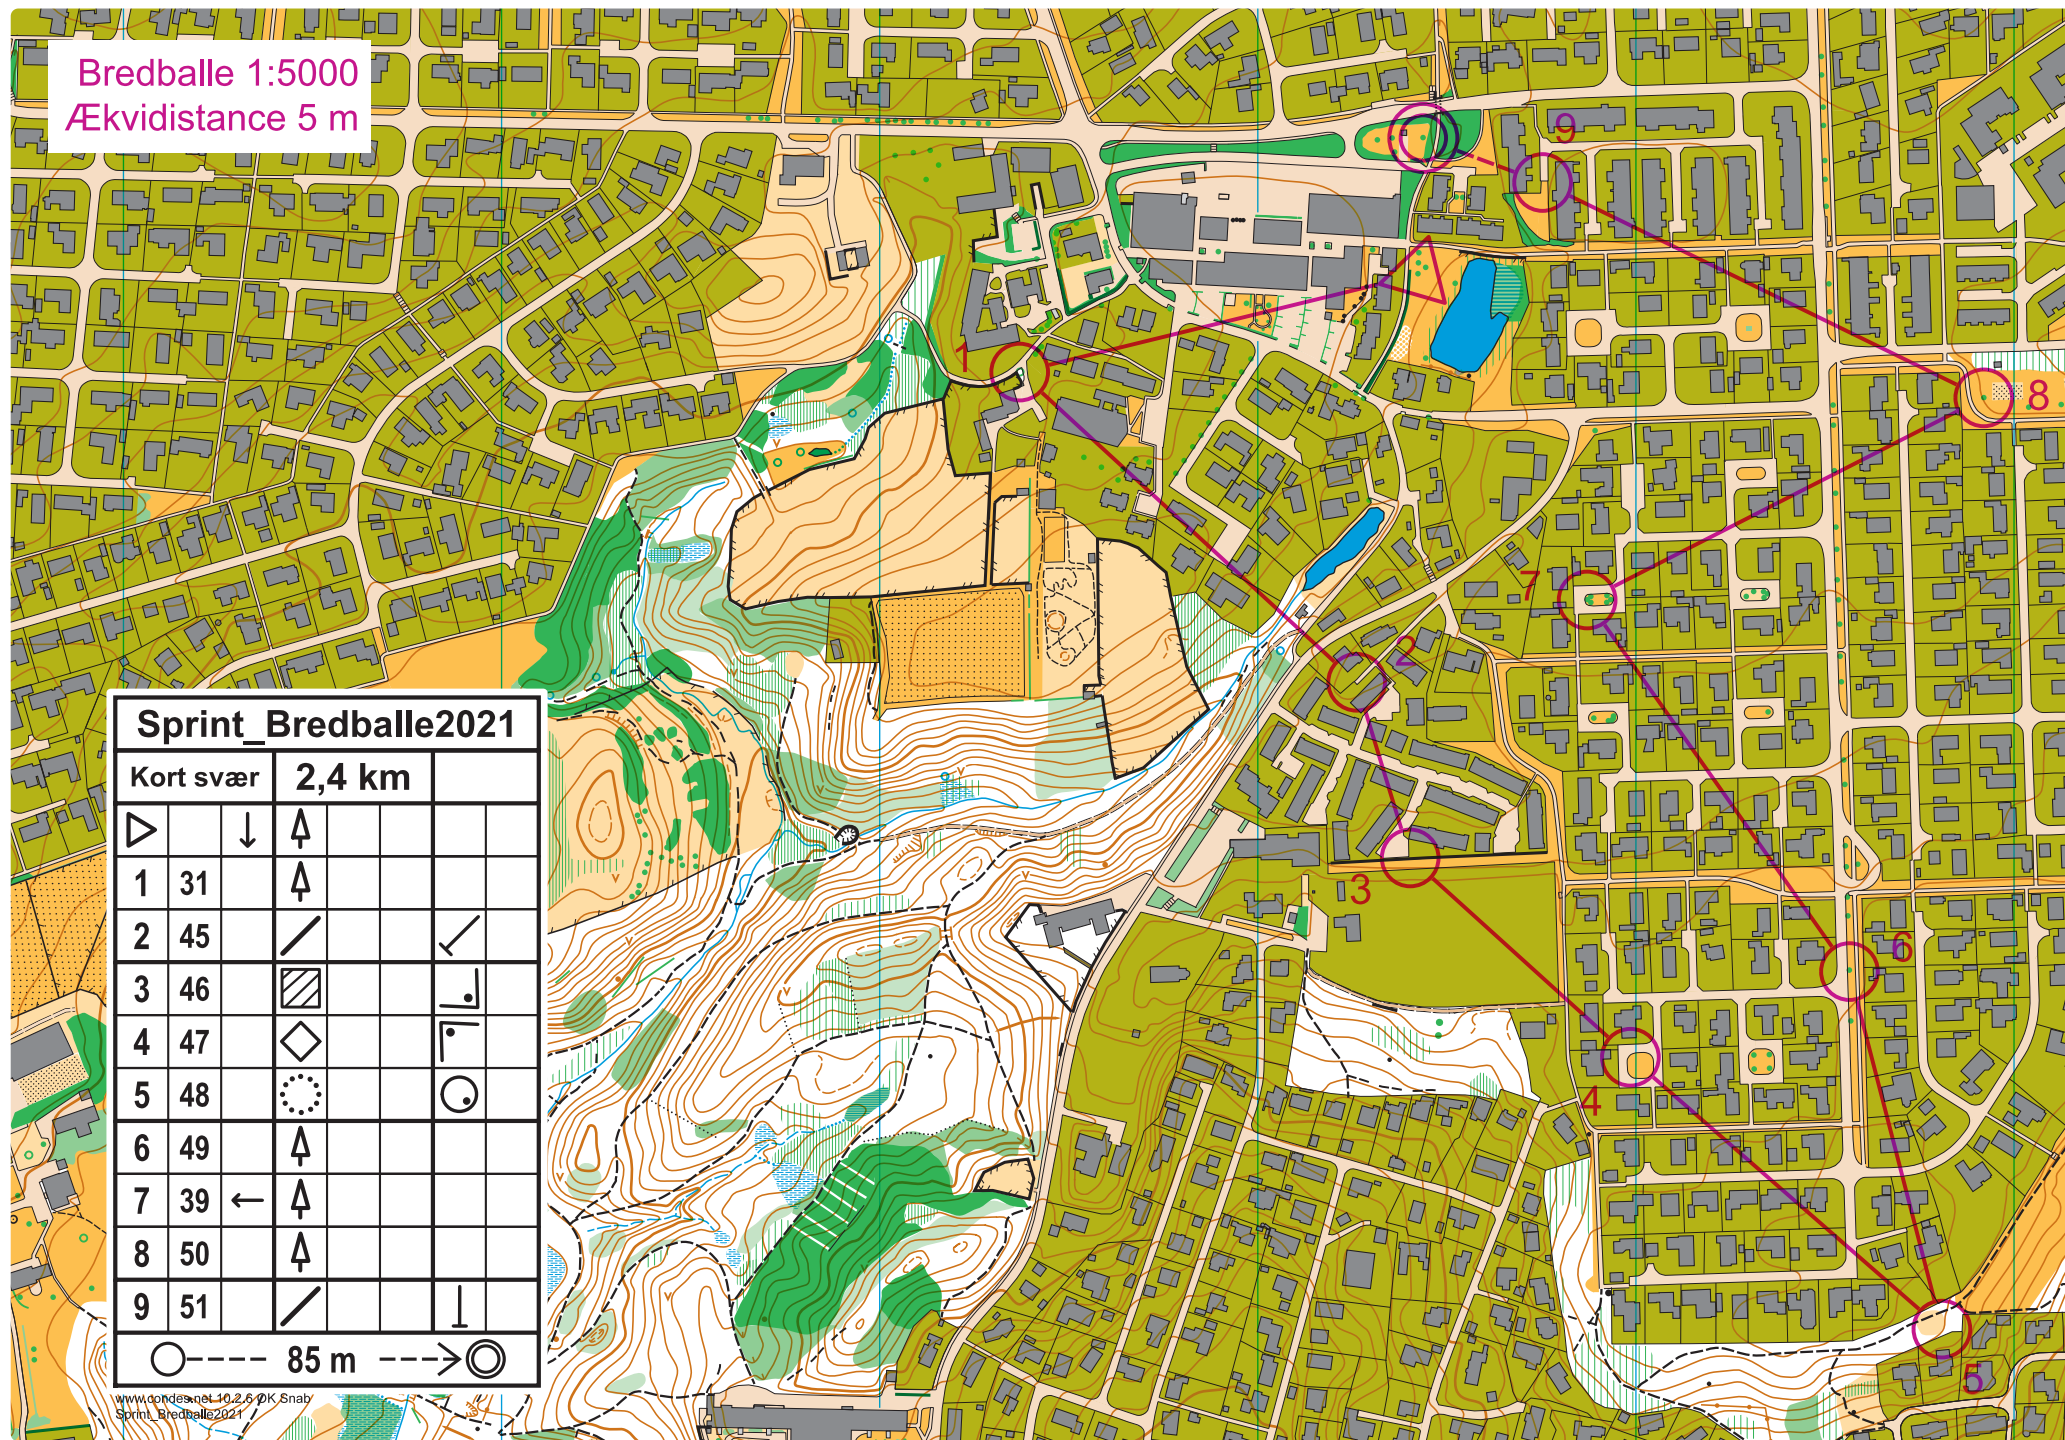 Bredballe 1:5000
Ækvidistance 5 m
9
1
8
7
2
3
6
4
5
Sprint_Bredballe2021
Kort svær 2,4 km
1 31
2 45
3 46
4 47
5 48
6 49
7 39
8 50
9 51
85 m
www.condes.net 10.2.6 ØK Snab
Sprint_Bredballe2021